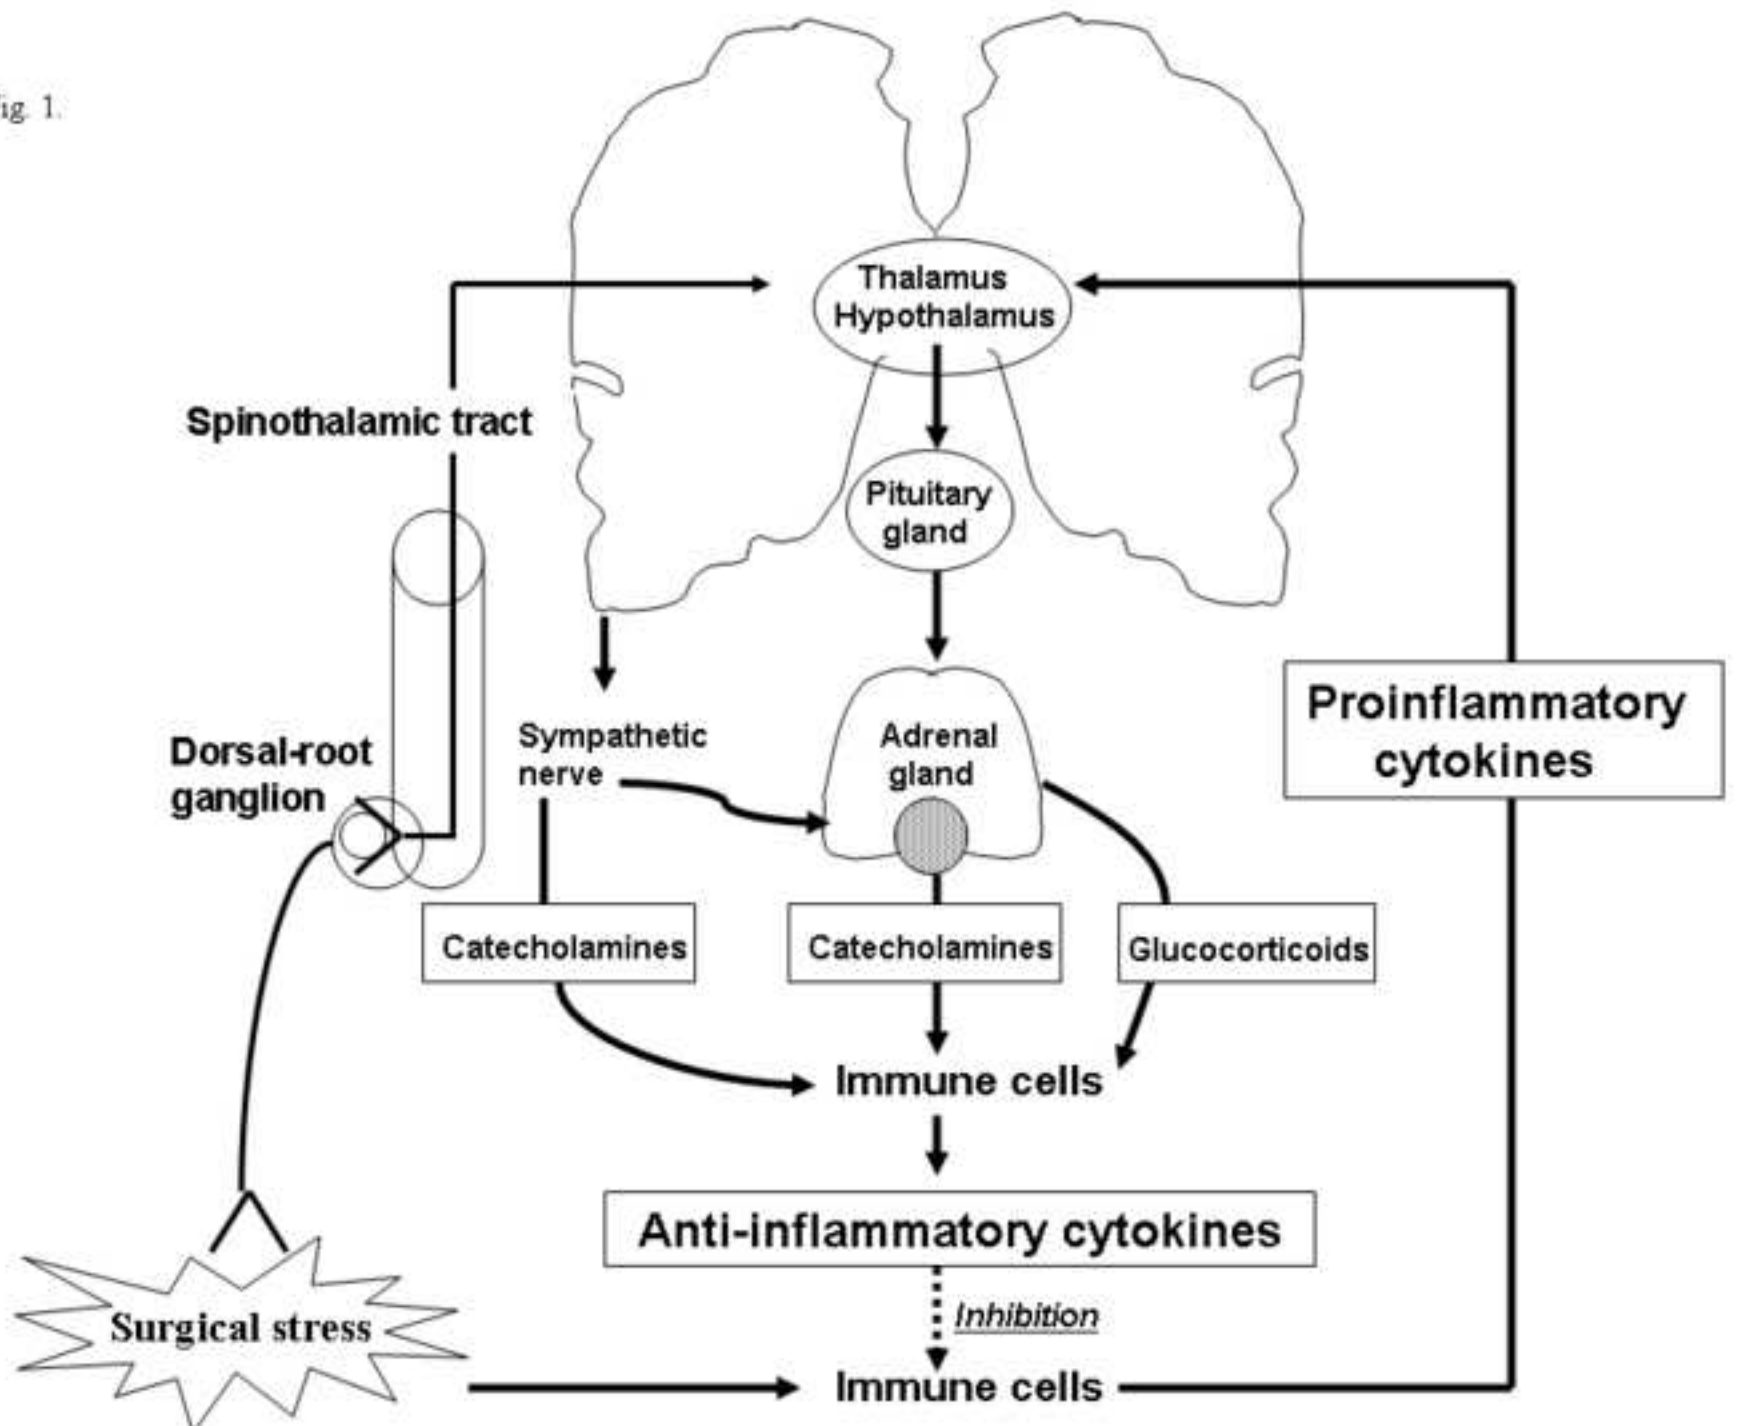 ig. 1.
Thalamus
Hypothalamus
Spinothalamic tract
Pituitary
gland
Proinflammatory
cytokines
Dorsal-root
ganglion
Sympathetic
nerve
Adrenal
gland
Catecholamines
Catecholamines
Glucocorticoids
Immune cells
Anti-inflammatory cytokines
Inhibition
Surgical stress
Immune cells